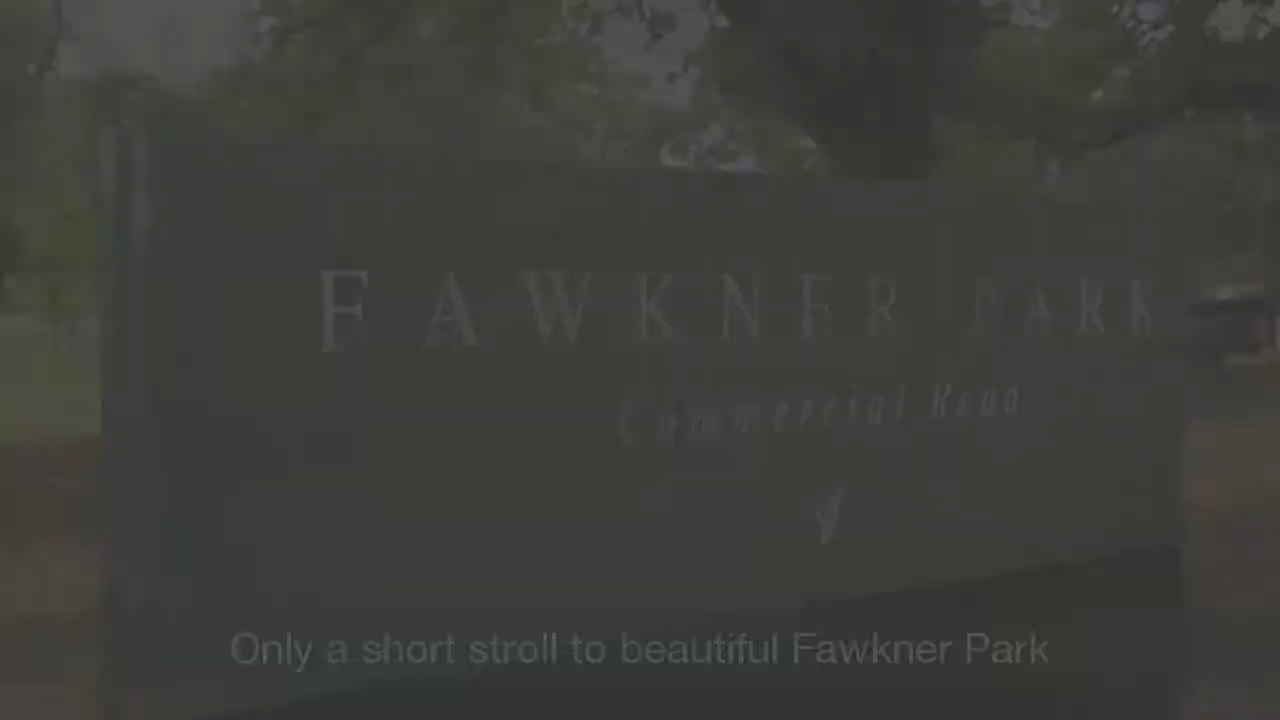 FAWKNER PARK
Commercial Road
Only a short stroll to beautiful Fawkner Park